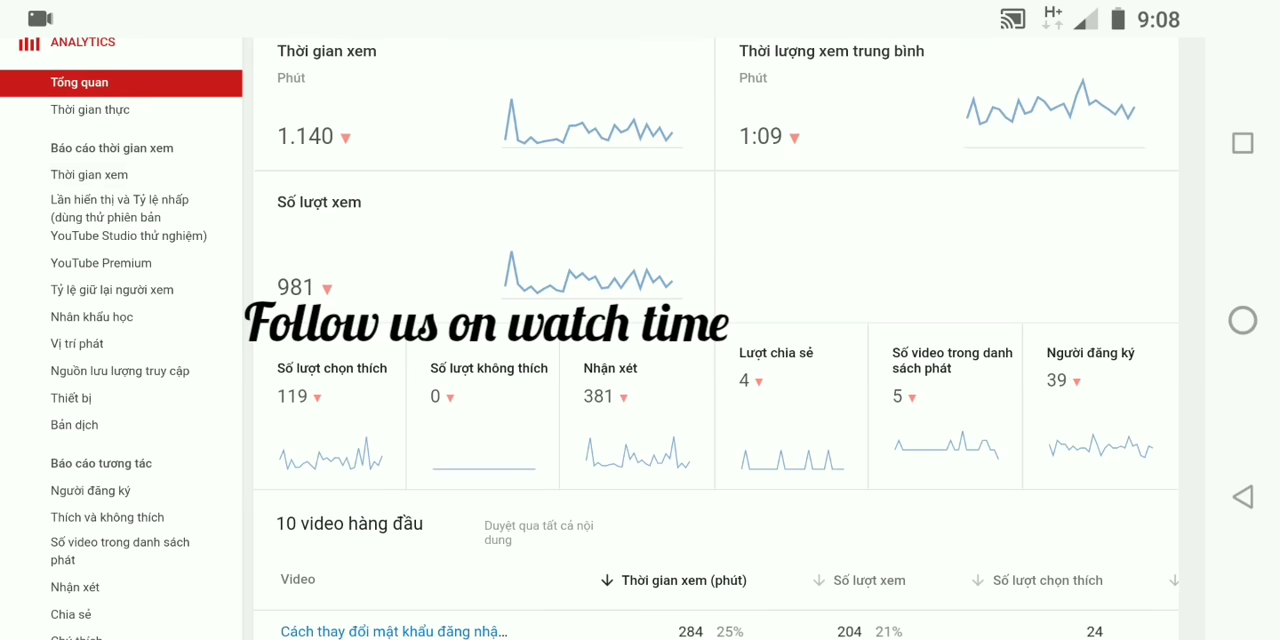 H+
9:08
ANALYTICS
Tổng quan
Thời gian thực
Báo cáo thời gian xem
Thời gian xem
Lần hiển thị và Tỷ lệ nhấp
(dùng thử phiên bản
YouTube Studio thử nghiệm)
YouTube Premium
Tỷ lệ giữ lại người xem
Nhân khẩu học
Vị trí phát
Nguồn lưu lượng truy cập
Thiết bị
Bản dịch
Báo cáo tương tác
Người đăng ký
Thích và không thích
Số video trong danh sách
phát
Nhận xét
Chia sẻ
Chú thích
Thời gian xem
Phút
1.140
Thời lượng xem trung bình
Phút
1:09
Số lượt xem
981
Follow us on watch time
Số lượt chọn thích
119
Số lượt không thích
0
Nhận xét
381
Lượt chia sẻ
4
Số video trong danh
sách phát
5
Người đăng ký
39
10 video hàng đầu
Duyệt qua tất cả nội
dung
Video
Thời gian xem (phút)
Số lượt xem
Số lượt chọn thích
Cách thay đổi mật khẩu đăng nhậ...
284 25%
204 21%
24